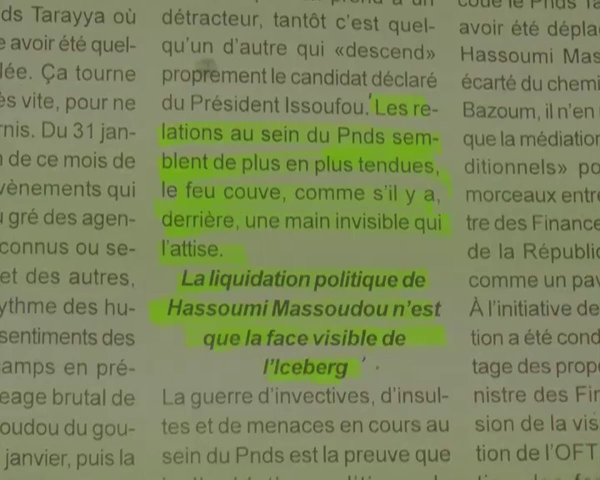 ds Tarayya où
e avoir été quel-
lée. Ça tourne
ès vite, pour ne
rnis. Du 31 jan-
n de ce mois de
vènements qui
u gré des agen-
connus ou se-
et des autres,
ythme des hu-
sentiments des
amps en pré-
eage brutal de
oudou du gou-
janvier, puis la
détracteur, tantôt c'est quel-
qu'un d'autre qui «descend»
proprement le candidat déclaré
du Président Issoufou. Les re-
lations au sein du Pnds sem-
blent de plus en plus tendues,
le feu couve, comme s'il y a,
derrière, une main invisible qui
l'attise.
La liquidation politique de
Hassoumi Massoudou n'est
que la face visible de
l'Iceberg
La guerre d'invectives, d'insul-
tes et de menaces en cours au
sein du Pnds est la preuve que
avoir été dépla
Hassoumi Mas
écarté du chemi
Bazoum, il n'en
que la médiation
ditionnels» po
morceaux entre
tre des Finance
de la Républic
comme un pav
À l'initiative de
tion a été cond
tage des prope
nistre des Fin
sion de la vis
tion de l'OFT